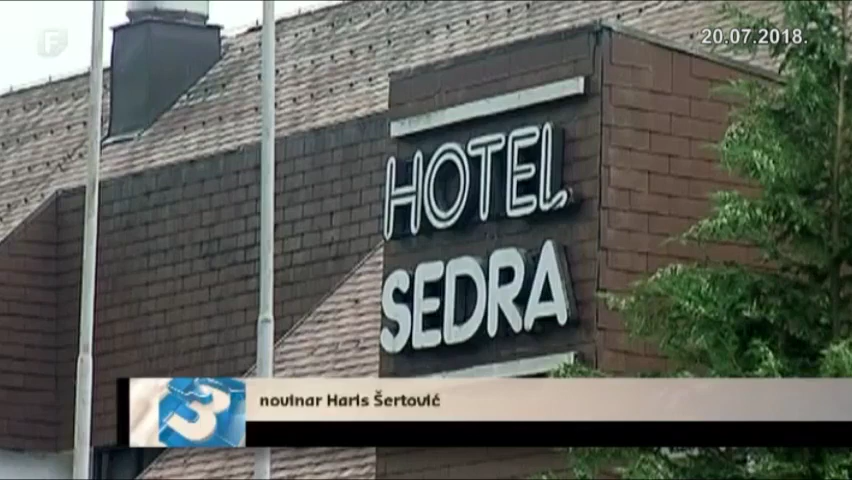 F
20.07.2018.
HOTEL
SEDRA
3
novinar Haris Šertović